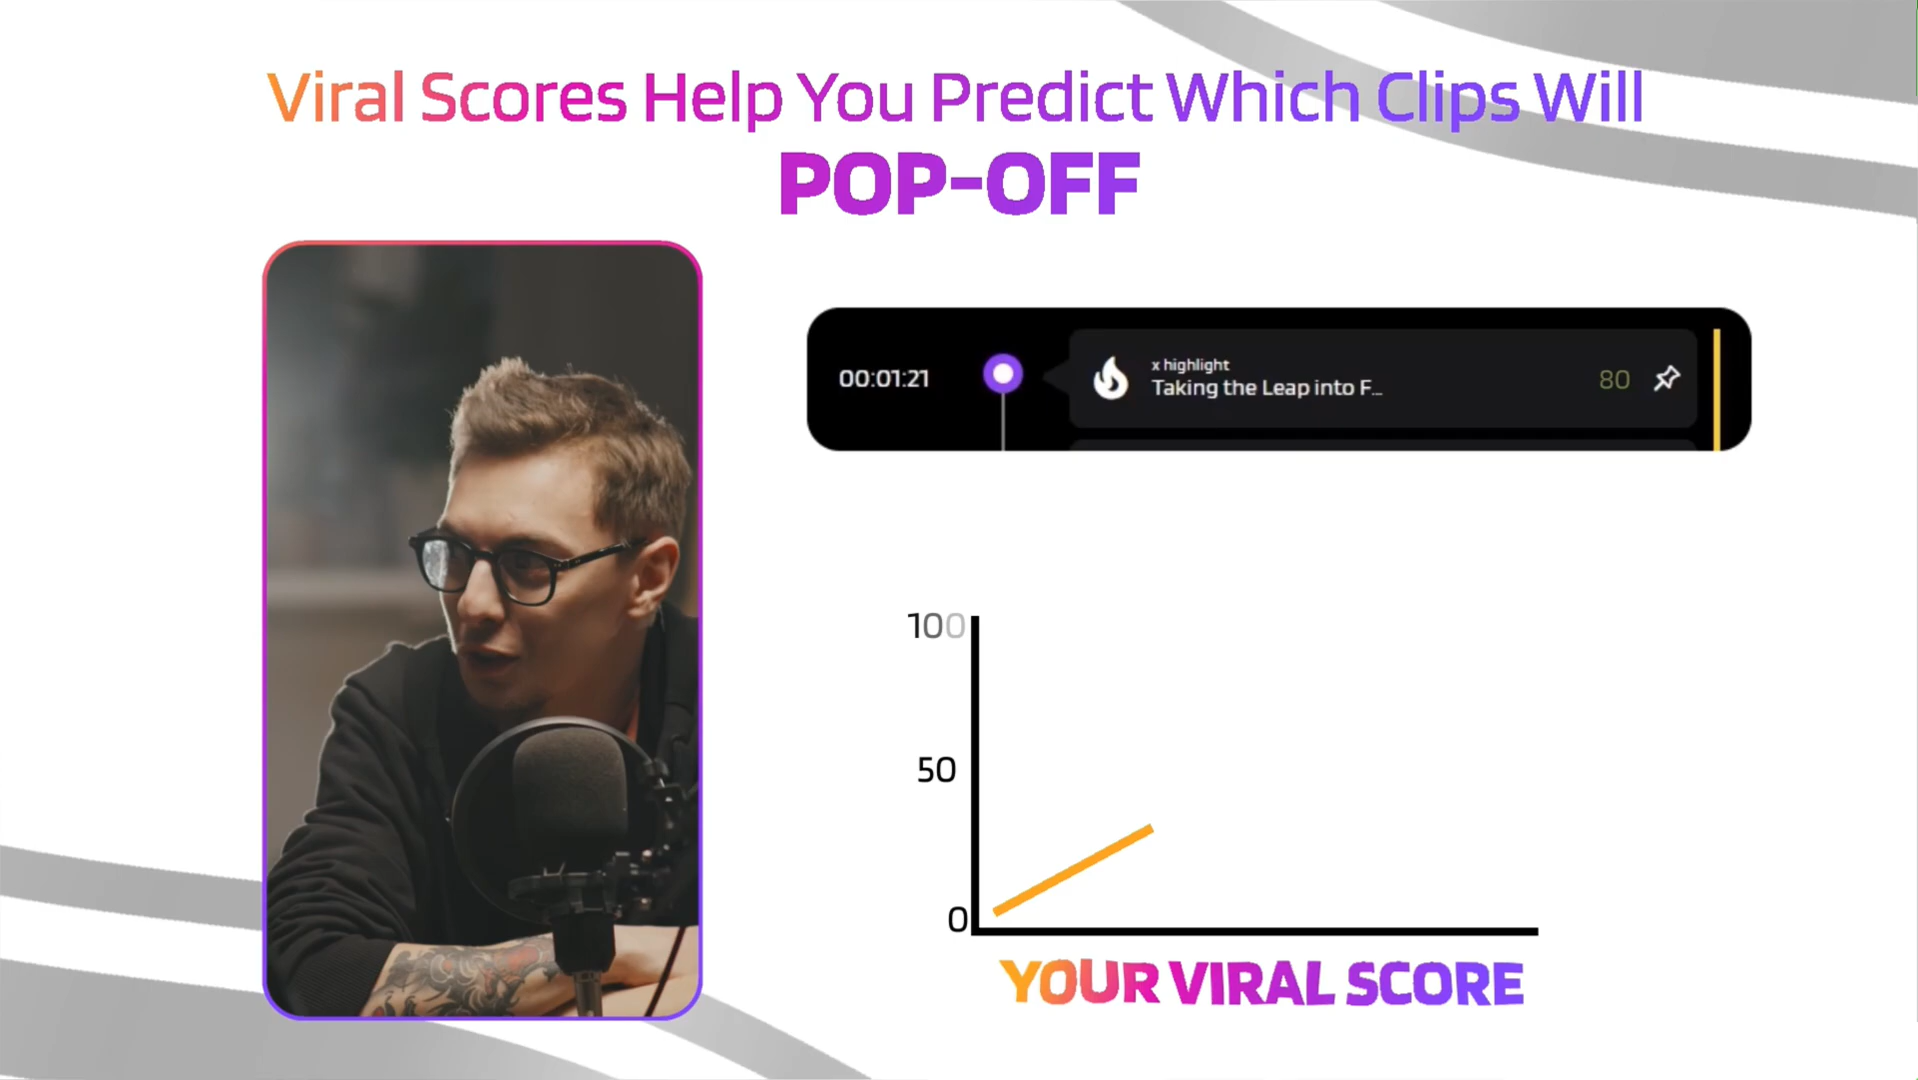 Viral Scores Help You Predict Which Clips Will
POP-OFF
00:01:21
x highlight
Taking the Leap into F...
80
100
50
0
YOUR VIRAL SCORE